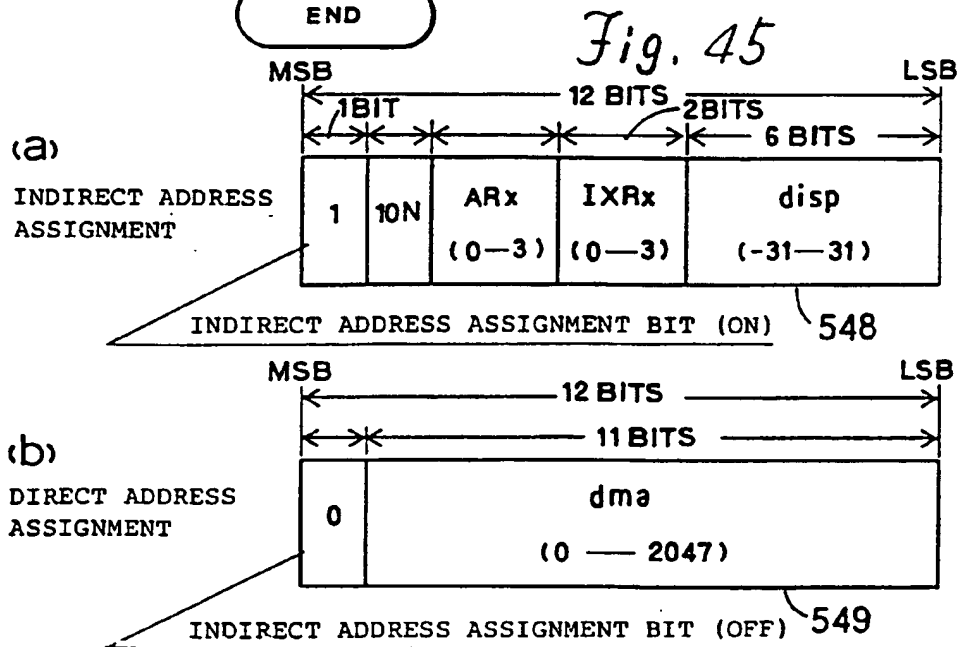 END
Fig. 45
MSB LSB
12 BITS
1BIT 2BITS
6 BITS
(a)
INDIRECT ADDRESS
ASSIGNMENT
1 10N ARx IXRx disp
(0—3) (0—3) (-31—31)
INDIRECT ADDRESS ASSIGNMENT BIT (ON) 548
MSB LSB
12 BITS
11 BITS
(b)
DIRECT ADDRESS
ASSIGNMENT
0 dma
(0 — 2047)
INDIRECT ADDRESS ASSIGNMENT BIT (OFF) 549